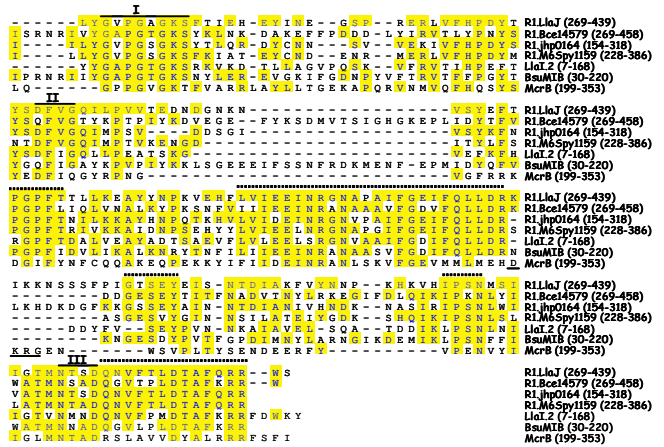 I
- - - - - - - L Y G V P G A G K S F T I E H - E Y I N E - - G S P - - R E R L V F H P D Y T R1.LlaJ (269-439)
I S R N R I V Y G A P G T G K S Y K L N K - D A K E F F P D D D - L Y I R V T L Y P N Y S R1.Bce14579 (269-458)
I - - - - - L Y G V P G S G K S Y T L Q R - D Y C N N - - S V - - V E K I V F H P D Y T R1.jhp0164 (154-318)
I - - - - - L Y G V P G S G K S F K I A T - E Y C N D - - E N R - - M E R L V F H P D Y T R1.M6Spy1159 (228-386)
- - - - - - - Y G A P G T G K S R K V K D - T L L A G V P Q S K - - V F R V T I H P E F T LlaI.2 (7-168)
I P R N R I I Y G A P G T G K S N Y L E R - E V G K I F G D N P Y V F T R V T F F P G Y T BsuMIB (30-220)
L Q - - - - - - G P P G V G K T F V A R R L A Y L L T G E K A P Q R V N M V Q F H Q S Y S McrB (199-353)
II
Y S D F V G Q I L P V V T E D N D G N K N - - - - - - - - - - - - - - - - - V S Y E F T R1.LlaJ (269-439)
Y A N F V G T Y K P T P I Y K D V E G E - - F Y K S D M V T S I G H G K E P L I D Y T F V R1.Bce14579 (269-458)
Y S D F V G Q I M P S V - - - D D S G I - - - - - - - - - - - - - - - - - - V S Y K F N R1.jhp0164 (154-318)
N T D F V G Q I M P T V K E N G D - - - - - - - - - - - - - - - - - - - - - I T Y L F S R1.M6Spy1159 (228-386)
Y S D F I G Q L L P E A T S K G - - - - - - - - - - - - - - - - - - - - - - V E F K F H LlaI.2 (7-168)
Y G Q F I G A Y K P V P I Y K K L S G E E E I F S S N F R D K M E N F - E P M I D Y Q F V BsuMIB (30-220)
Y E D F I Q G Y R P N G - - - - - - - - - - - - - - - - - - - - - - - - - - V G F R R K McrB (199-353)
P G P F T T L L K E A Y Y N P K V E H F L V I E E I N R G N A P A I F G E I F Q L L D R K R1.LlaJ (269-439)
P G P F L I Q L V N A L K Y P K S N F V I I I E E I N R A N A A A V F G D V F Q L L D R K R1.Bce14579 (269-458)
P G P F T N I L K K A Y H N P Q T K H V L V I D E I N R G N V P A I F G E I F Q L L D R R1.jhp0164 (154-318)
P G P F T R I M K K A I N D P S E H Y Y L V L E E L N R G N A P A I F G E I F Q L L D R R1.M6Spy1159 (228-386)
R G P F T D A L V E A Y A D T S A E V F L V L E E L S R G N V A A I F G D I F Q L L D R LlaI.2 (7-168)
P G P F I D V L I K A L K N R Y T N F I L I I E E I N R A N A A S V F G D I F Q L L D R N BsuMIB (30-220)
D G I F Y N F C Q Q A K E Q P E K K Y I F I I D E I N R A N L S K V F G E V M M L M E H D McrB (199-353)
I K K N S S S F P I G T S E Y E I S - N T D I A K F V Y N N P - K H K V H I P S N M S I R1.LlaJ (269-439)
- - - - - - - - D D G E S E Y T I T F N A D V T N Y L R K E G I F D L Q K I Y I P K N L Y I R1.Bce14579 (269-458)
L K H D K D G F K K G S S E Y A I N - N T D I A N I V H N D K - - N A S I R I P S N L W I R1.jhp0164 (154-318)
- - - - - - - - A S G E S V Y G I N - N S I L A T E I Y G D K - - S H Q K I F I P S N L S L R1.M6Spy1159 (228-386)
- - - - - D D Y F V - S E Y P V N - N K A I A V E L - S Q A - - T D D I K L P S N L N I LlaI.2 (7-168)
- - - - - - - - K N G E S D Y P V T F G P D I M N Y L A R N G I K D E M I K L P S N F F I BsuMIB (30-220)
K R G E N - - - - - - - W S V P L T Y S E N D E E R F Y - - - - - - V P E N V Y I McrB (199-353)
III
I G T M N T S D Q N V F T L D T A F Q R R - - W S R1.LlaJ (269-439)
W A T M N S A D Q G V T P L D T A F K R R - - - - R1.Bce14579 (269-458)
V A T M N T S D Q N V F T L D T A F Q R R - - - - R1.jhp0164 (154-318)
L A T M N T A D Q N V F T L D T A F Q R R - - - - R1.M6Spy1159 (228-386)
I G T V N M N D Q N V F P M D T A F K R R F D W K Y LlaI.2 (7-168)
W A T M N S A D Q G V M P L D T A F K R R - - - - BsuMIB (30-220)
I G L M N T A D R S L A V V D Y A L R R R F S F I McrB (199-353)